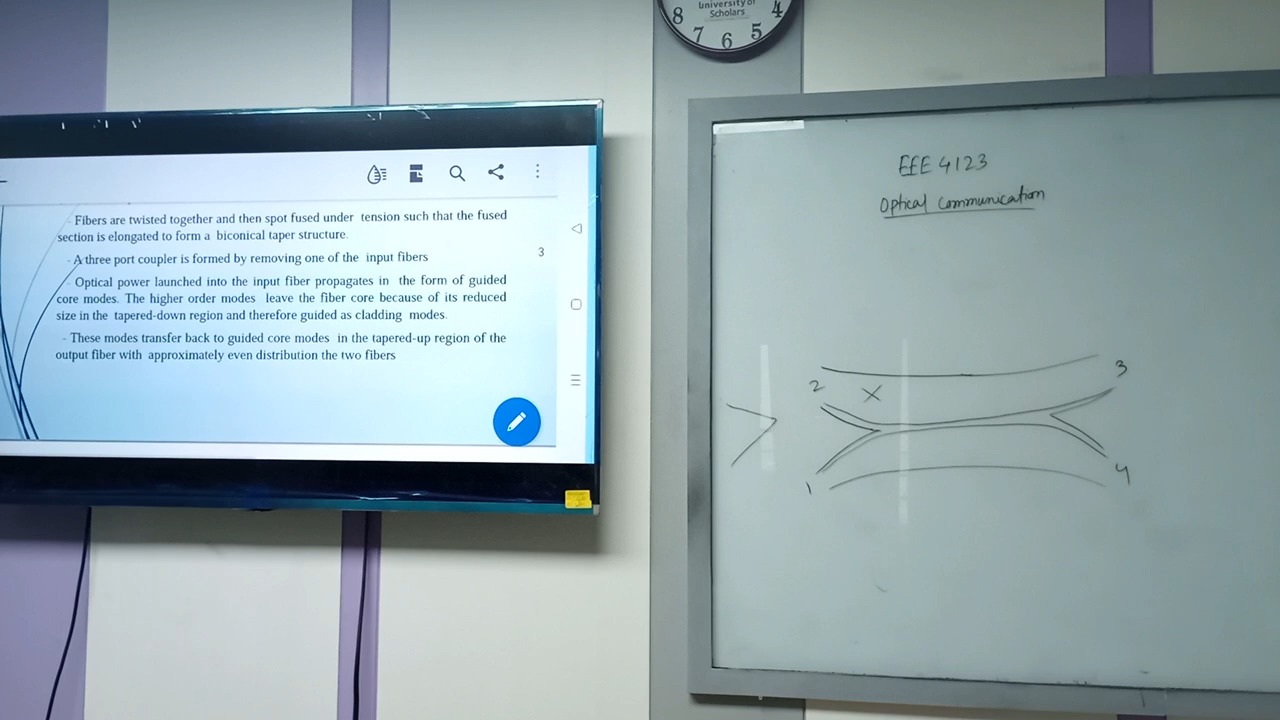 - Fibers are twisted together and then spot fused under tension such that the fused
section is elongated to form a biconical taper structure.
- A three port coupler is formed by removing one of the input fibers
3
- Optical power launched into the input fiber propagates in the form of guided
core modes. The higher order modes leave the fiber core because of its reduced
size in the tapered-down region and therefore guided as cladding modes.
- These modes transfer back to guided core modes in the tapered-up region of the
output fiber with approximately even distribution the two fibers
University of
Scholars
8 7 6 5 4
EEE 4123
Optical Communication
2 X 3
1 4